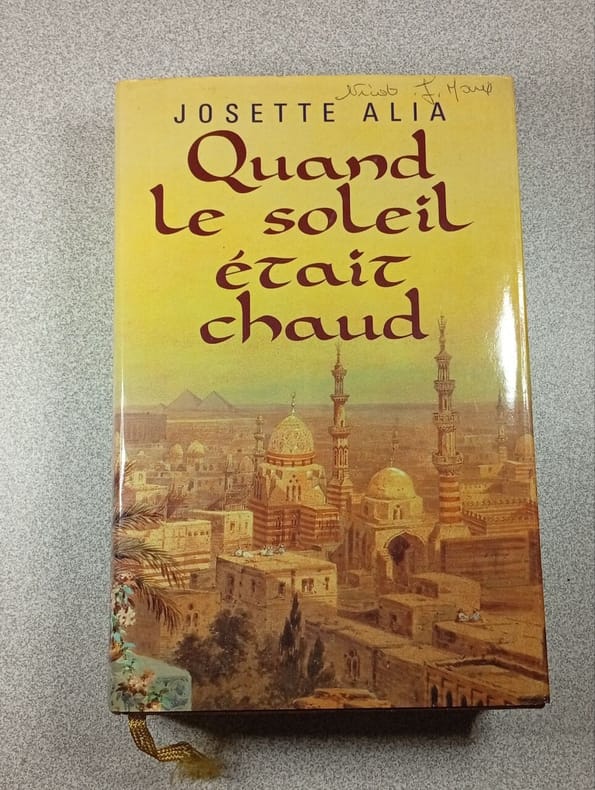 JOSETTE ALIA
Quand
le soleil
était
chaud